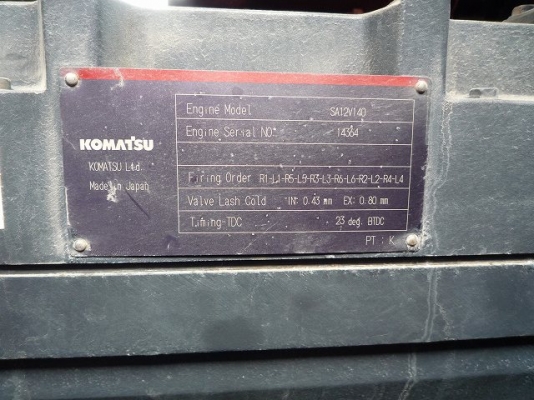 Engine Model SA12V140
Engine Serial NO. 14364
KOMATSU
KOMATSU Ltd.
Made in Japan
Firing Order R1-L1-R5-L5-R3-L3-R6-L6-R2-L2-R4-L4
Valve Lash Cold IN: 0.43 mm EX: 0.80 mm
Timing-TDC 23 deg. BTDC
PT : K